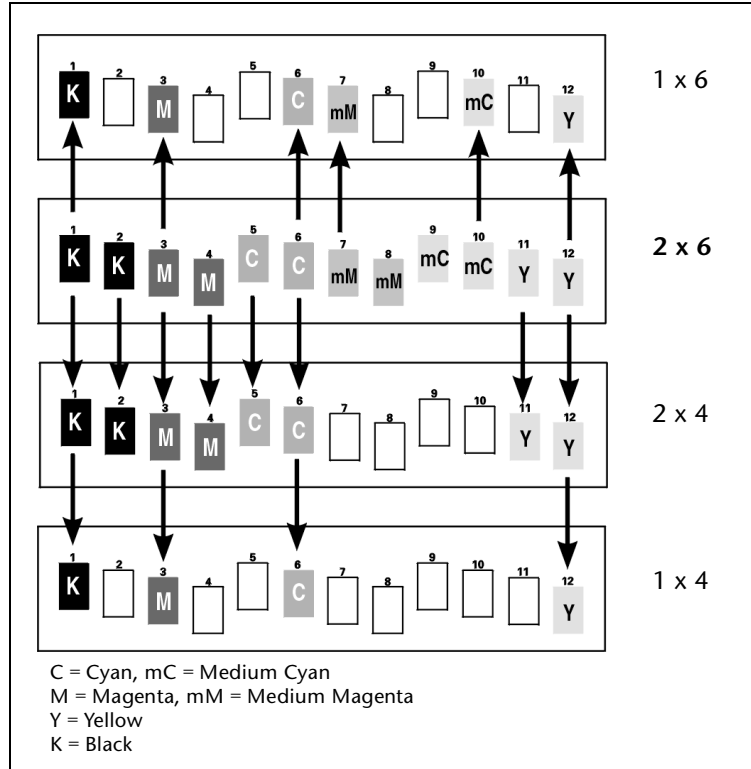 1 2 3 4 5 6 7 8 9 10 11 12
K M C mM mC Y
1 x 6
1 2 3 4 5 6 7 8 9 10 11 12
K K M M C C mM mM mC mC Y Y
2 x 6
1 2 3 4 5 6 7 8 9 10 11 12
K K M M C C Y Y
2 x 4
1 2 3 4 5 6 7 8 9 10 11 12
K M C Y
1 x 4
C = Cyan, mC = Medium Cyan
M = Magenta, mM = Medium Magenta
Y = Yellow
K = Black